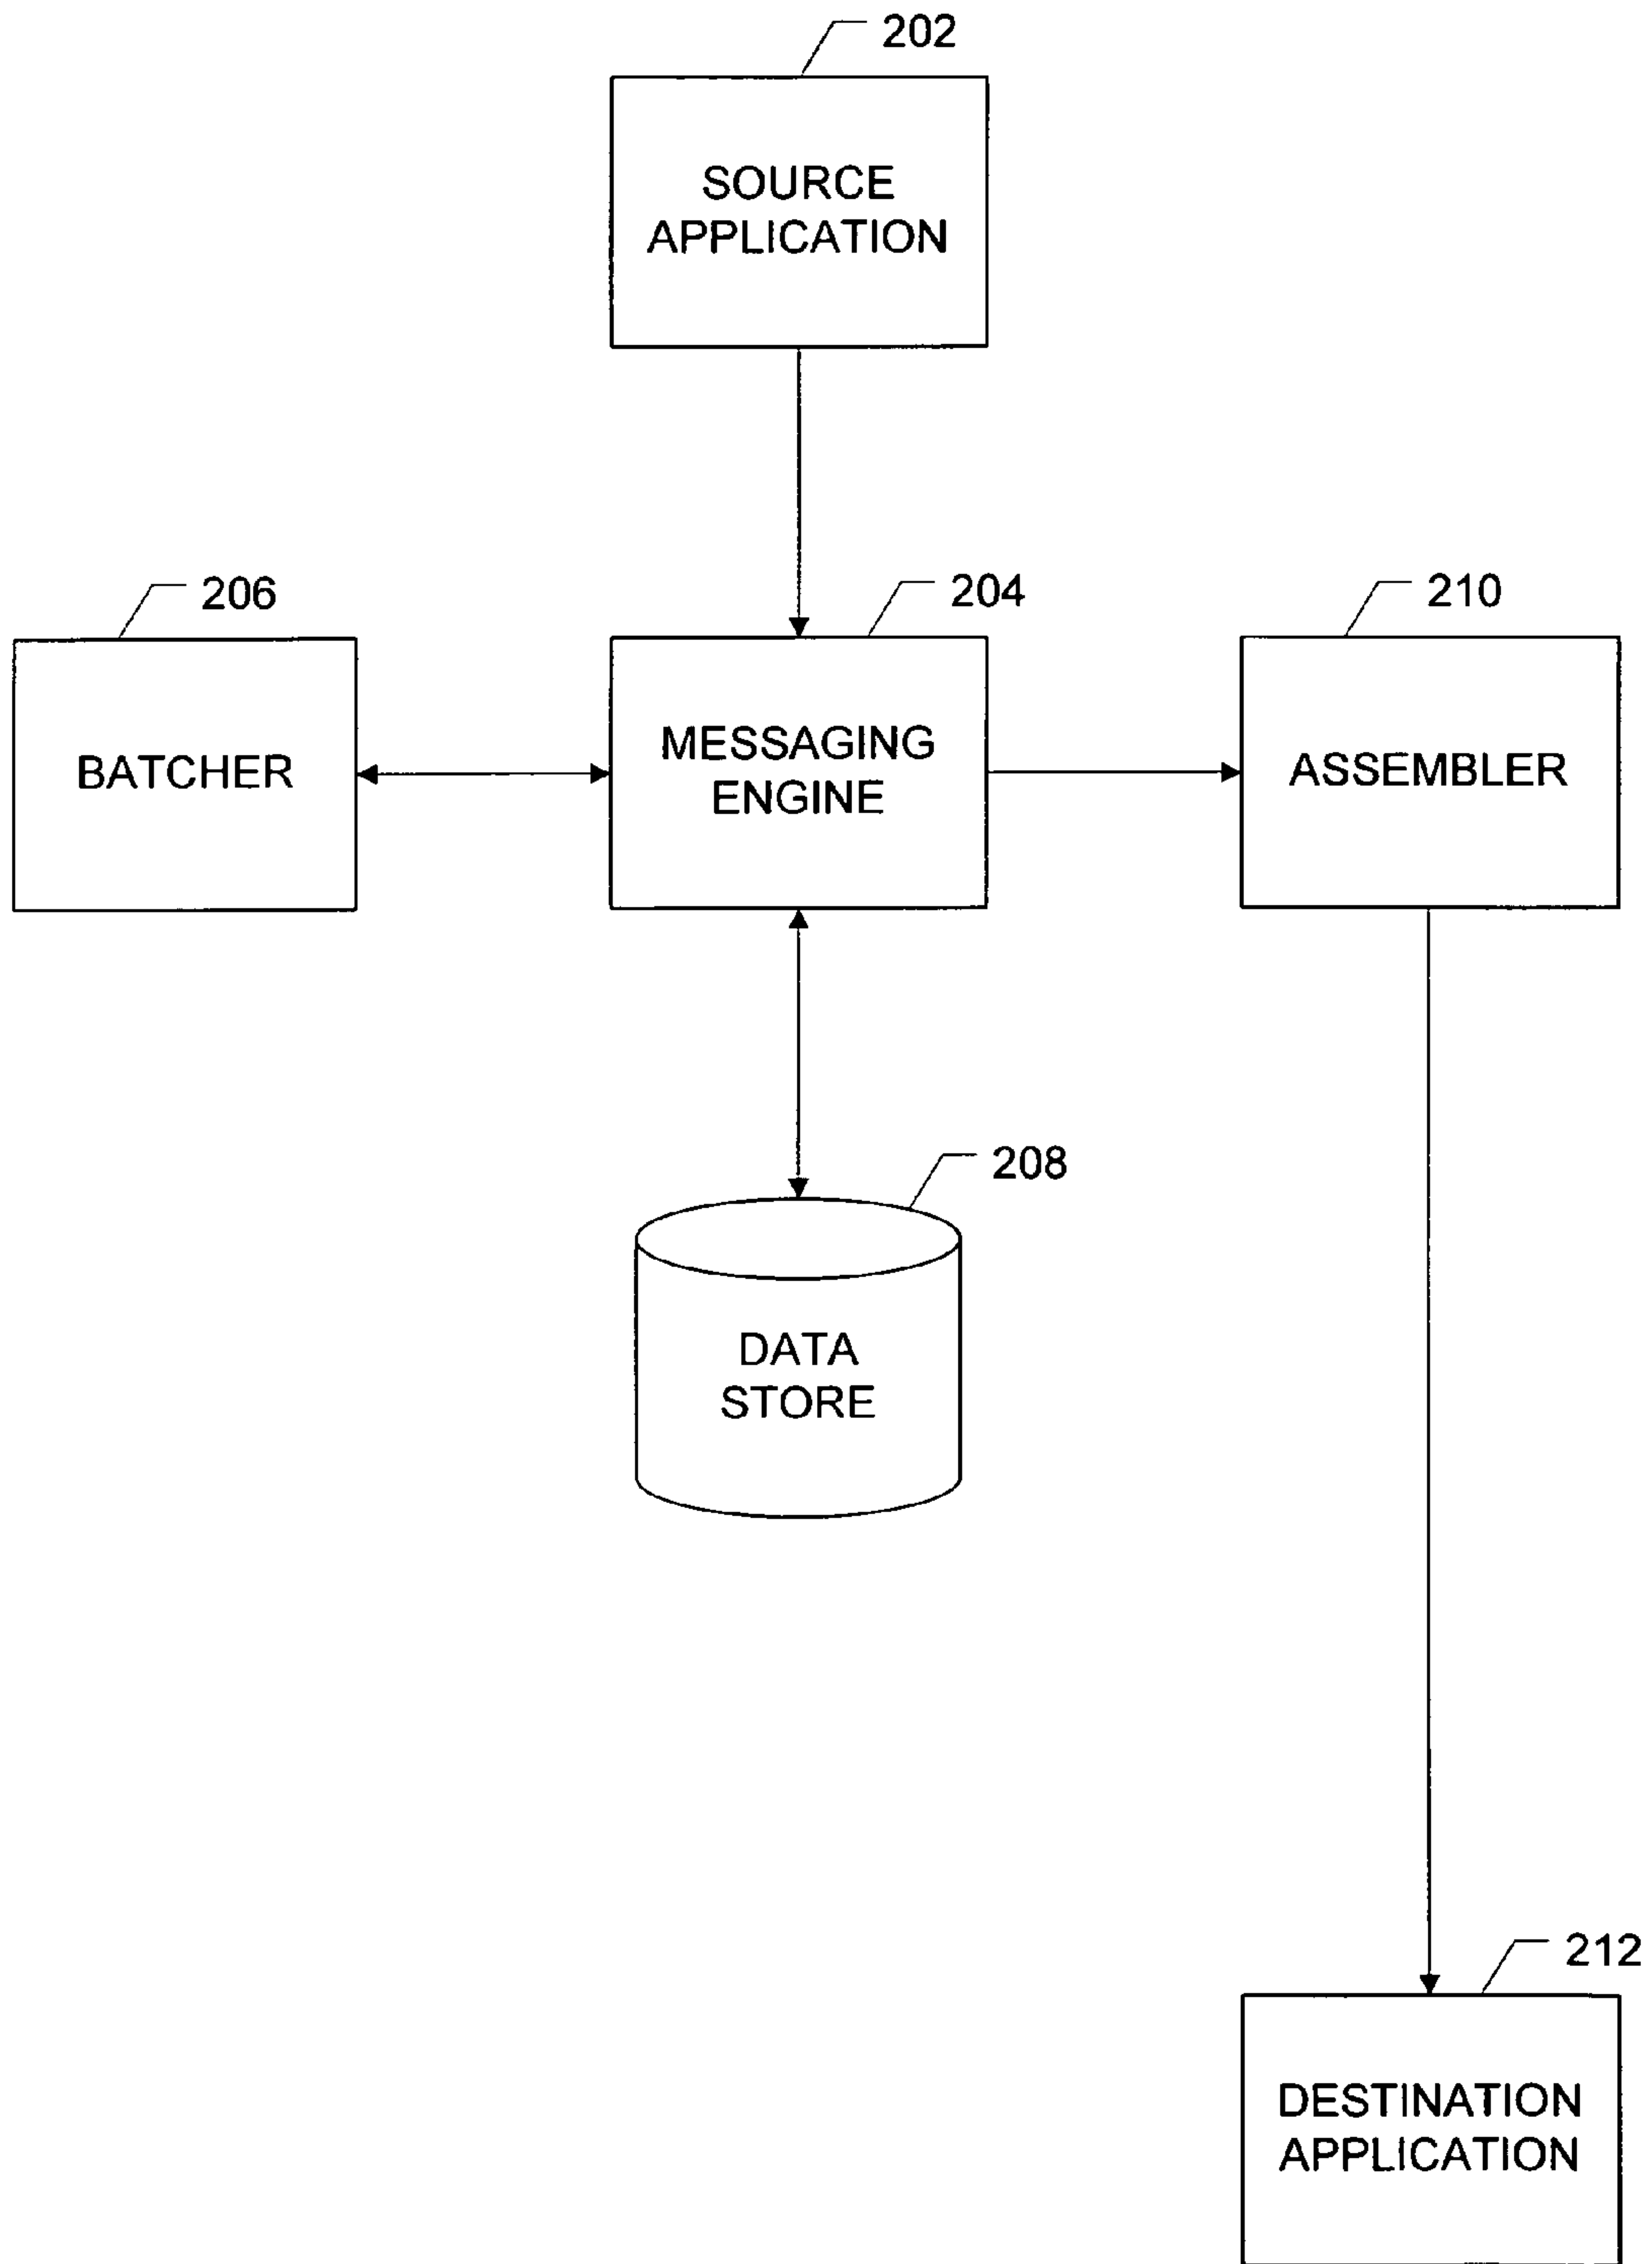 202
SOURCE
APPLICATION
206
204
210
BATCHER
MESSAGING
ENGINE
ASSEMBLER
208
DATA
STORE
212
DESTINATION
APPLICATION